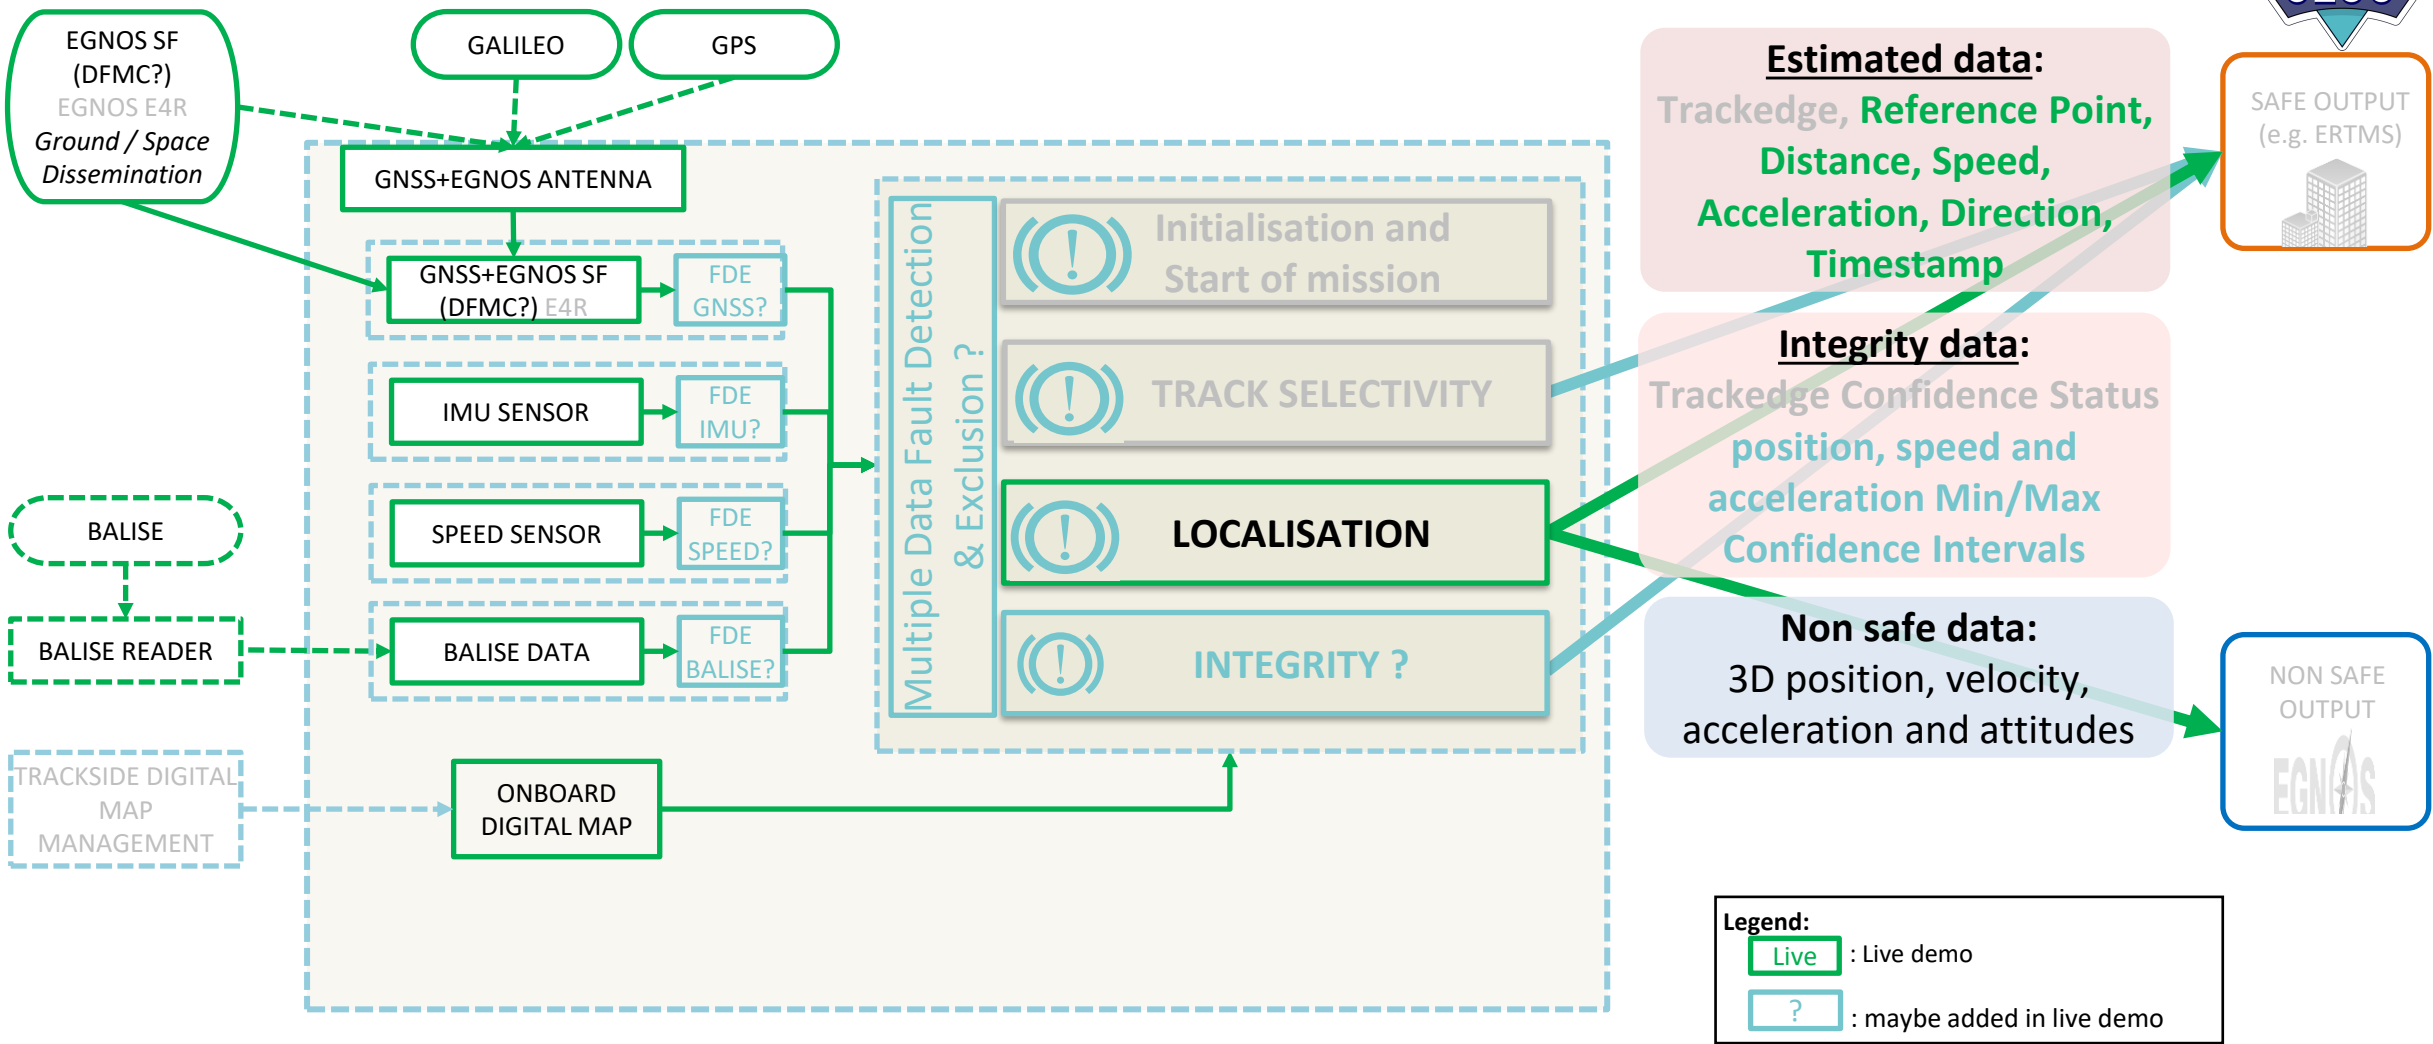 EGNOS SF
(DFMC?)
EGNOS E4R
Ground / Space
Dissemination
GALILEO
GPS
GNSS+EGNOS ANTENNA
GNSS+EGNOS SF
(DFMC?) E4R
FDE
GNSS?
IMU SENSOR
FDE
IMU?
SPEED SENSOR
FDE
SPEED?
BALISE
BALISE READER
BALISE DATA
FDE
BALISE?
TRACKSIDE DIGITAL
MAP
MANAGEMENT
ONBOARD
DIGITAL MAP
Multiple Data Fault Detection
& Exclusion ?
Initialisation and
Start of mission
TRACK SELECTIVITY
LOCALISATION
INTEGRITY ?
Estimated data:
Trackedge, Reference Point,
Distance, Speed,
Acceleration, Direction,
Timestamp
Integrity data:
Trackedge Confidence Status
position, speed and
acceleration Min/Max
Confidence Intervals
Non safe data:
3D position, velocity,
acceleration and attitudes
SAFE OUTPUT
(e.g. ERTMS)
NON SAFE
OUTPUT
EGNOS
Legend:
Live : Live demo
? : maybe added in live demo